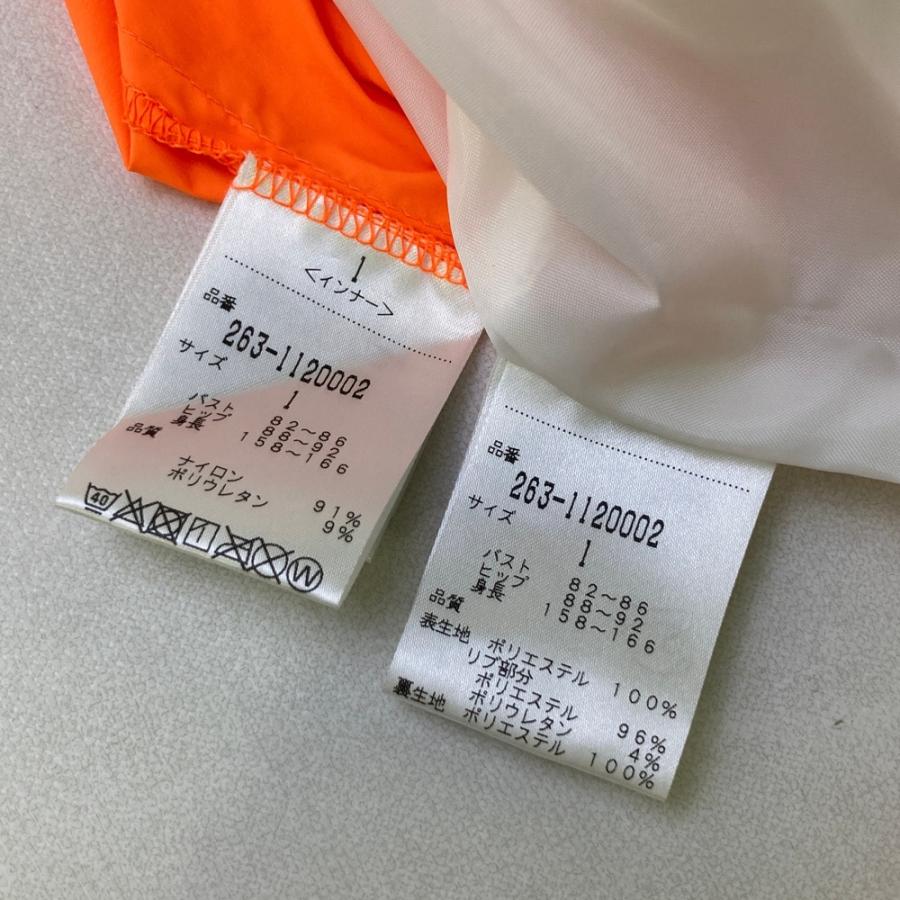 1
<インナー>
品番
263-1120002
サイズ 1
バスト 82~86
ヒップ 88~92
身長 158~166
品質
ナイロン 91%
ポリウレタン 9%
40
W
品番
263-1120002
サイズ 1
バスト 82~86
ヒップ 88~92
身長 158~166
品質
表生地 ポリエステル 100%
リブ部分
ポリエステル 96%
ポリウレタン 4%
裏生地 ポリエステル 100%